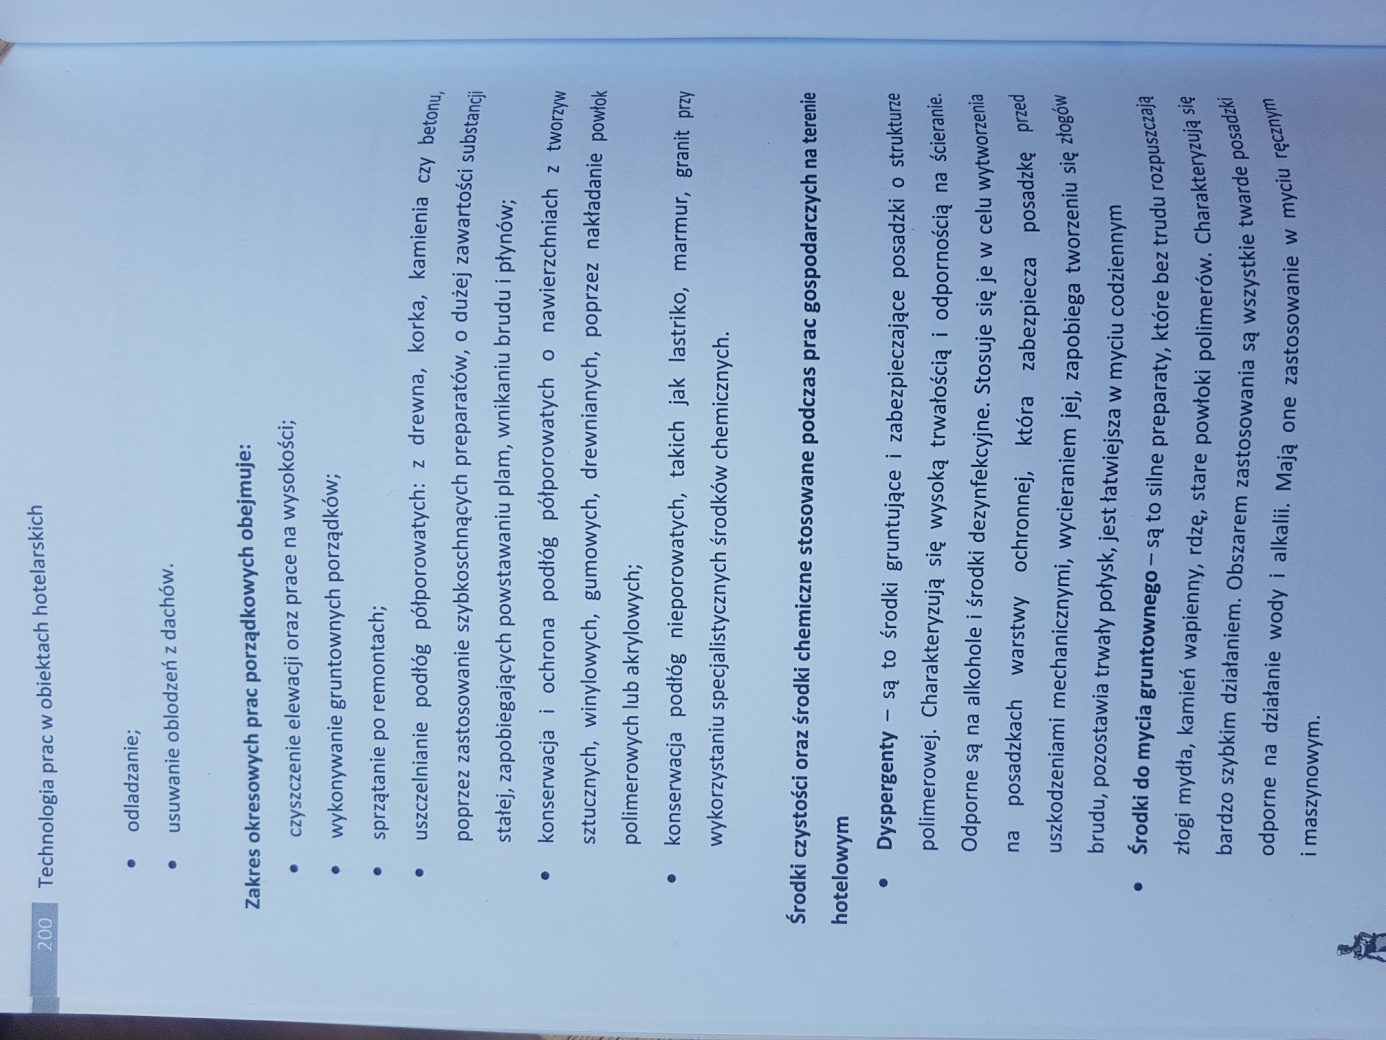 200 Technologia prac w obiektach hotelarskich
• odladzanie;
• usuwanie oblodzeń z dachów.
Zakres okresowych prac porządkowych obejmuje:
• czyszczenie elewacji oraz prace na wysokości;
• wykonywanie gruntownych porządków;
• sprzątanie po remontach;
• uszczelnianie podłóg półporowatych: z drewna, korka, kamienia czy betonu,
poprzez zastosowanie szybkoschnących preparatów, o dużej zawartości substancji
stałej, zapobiegających powstawaniu plam, wnikaniu brudu i płynów;
• konserwacja i ochrona podłóg półporowatych o nawierzchniach z tworzyw
sztucznych, winylowych, gumowych, drewnianych, poprzez nakładanie powłok
polimerowych lub akrylowych;
• konserwacja podłóg nieporowatych, takich jak lastriko, marmur, granit przy
wykorzystaniu specjalistycznych środków chemicznych.
Środki czystości oraz środki chemiczne stosowane podczas prac gospodarczych na terenie
hotelowym
• Dyspergenty – są to środki gruntujące i zabezpieczające posadzki o strukturze
polimerowej. Charakteryzują się wysoką trwałością i odpornością na ścieranie.
Odporne są na alkohole i środki dezynfekcyjne. Stosuje się je w celu wytworzenia
na posadzkach warstwy ochronnej, która zabezpiecza posadzkę przed
uszkodzeniami mechanicznymi, wycieraniem jej, zapobiega tworzeniu się złogów
brudu, pozostawia trwały połysk, jest łatwiejsza w myciu codziennym
• Środki do mycia gruntownego – są to silne preparaty, które bez trudu rozpuszczają
złogi mydła, kamień wapienny, rdzę, stare powłoki polimerów. Charakteryzują się
bardzo szybkim działaniem. Obszarem zastosowania są wszystkie twarde posadzki
odporne na działanie wody i alkalii. Mają one zastosowanie w myciu ręcznym
i maszynowym.